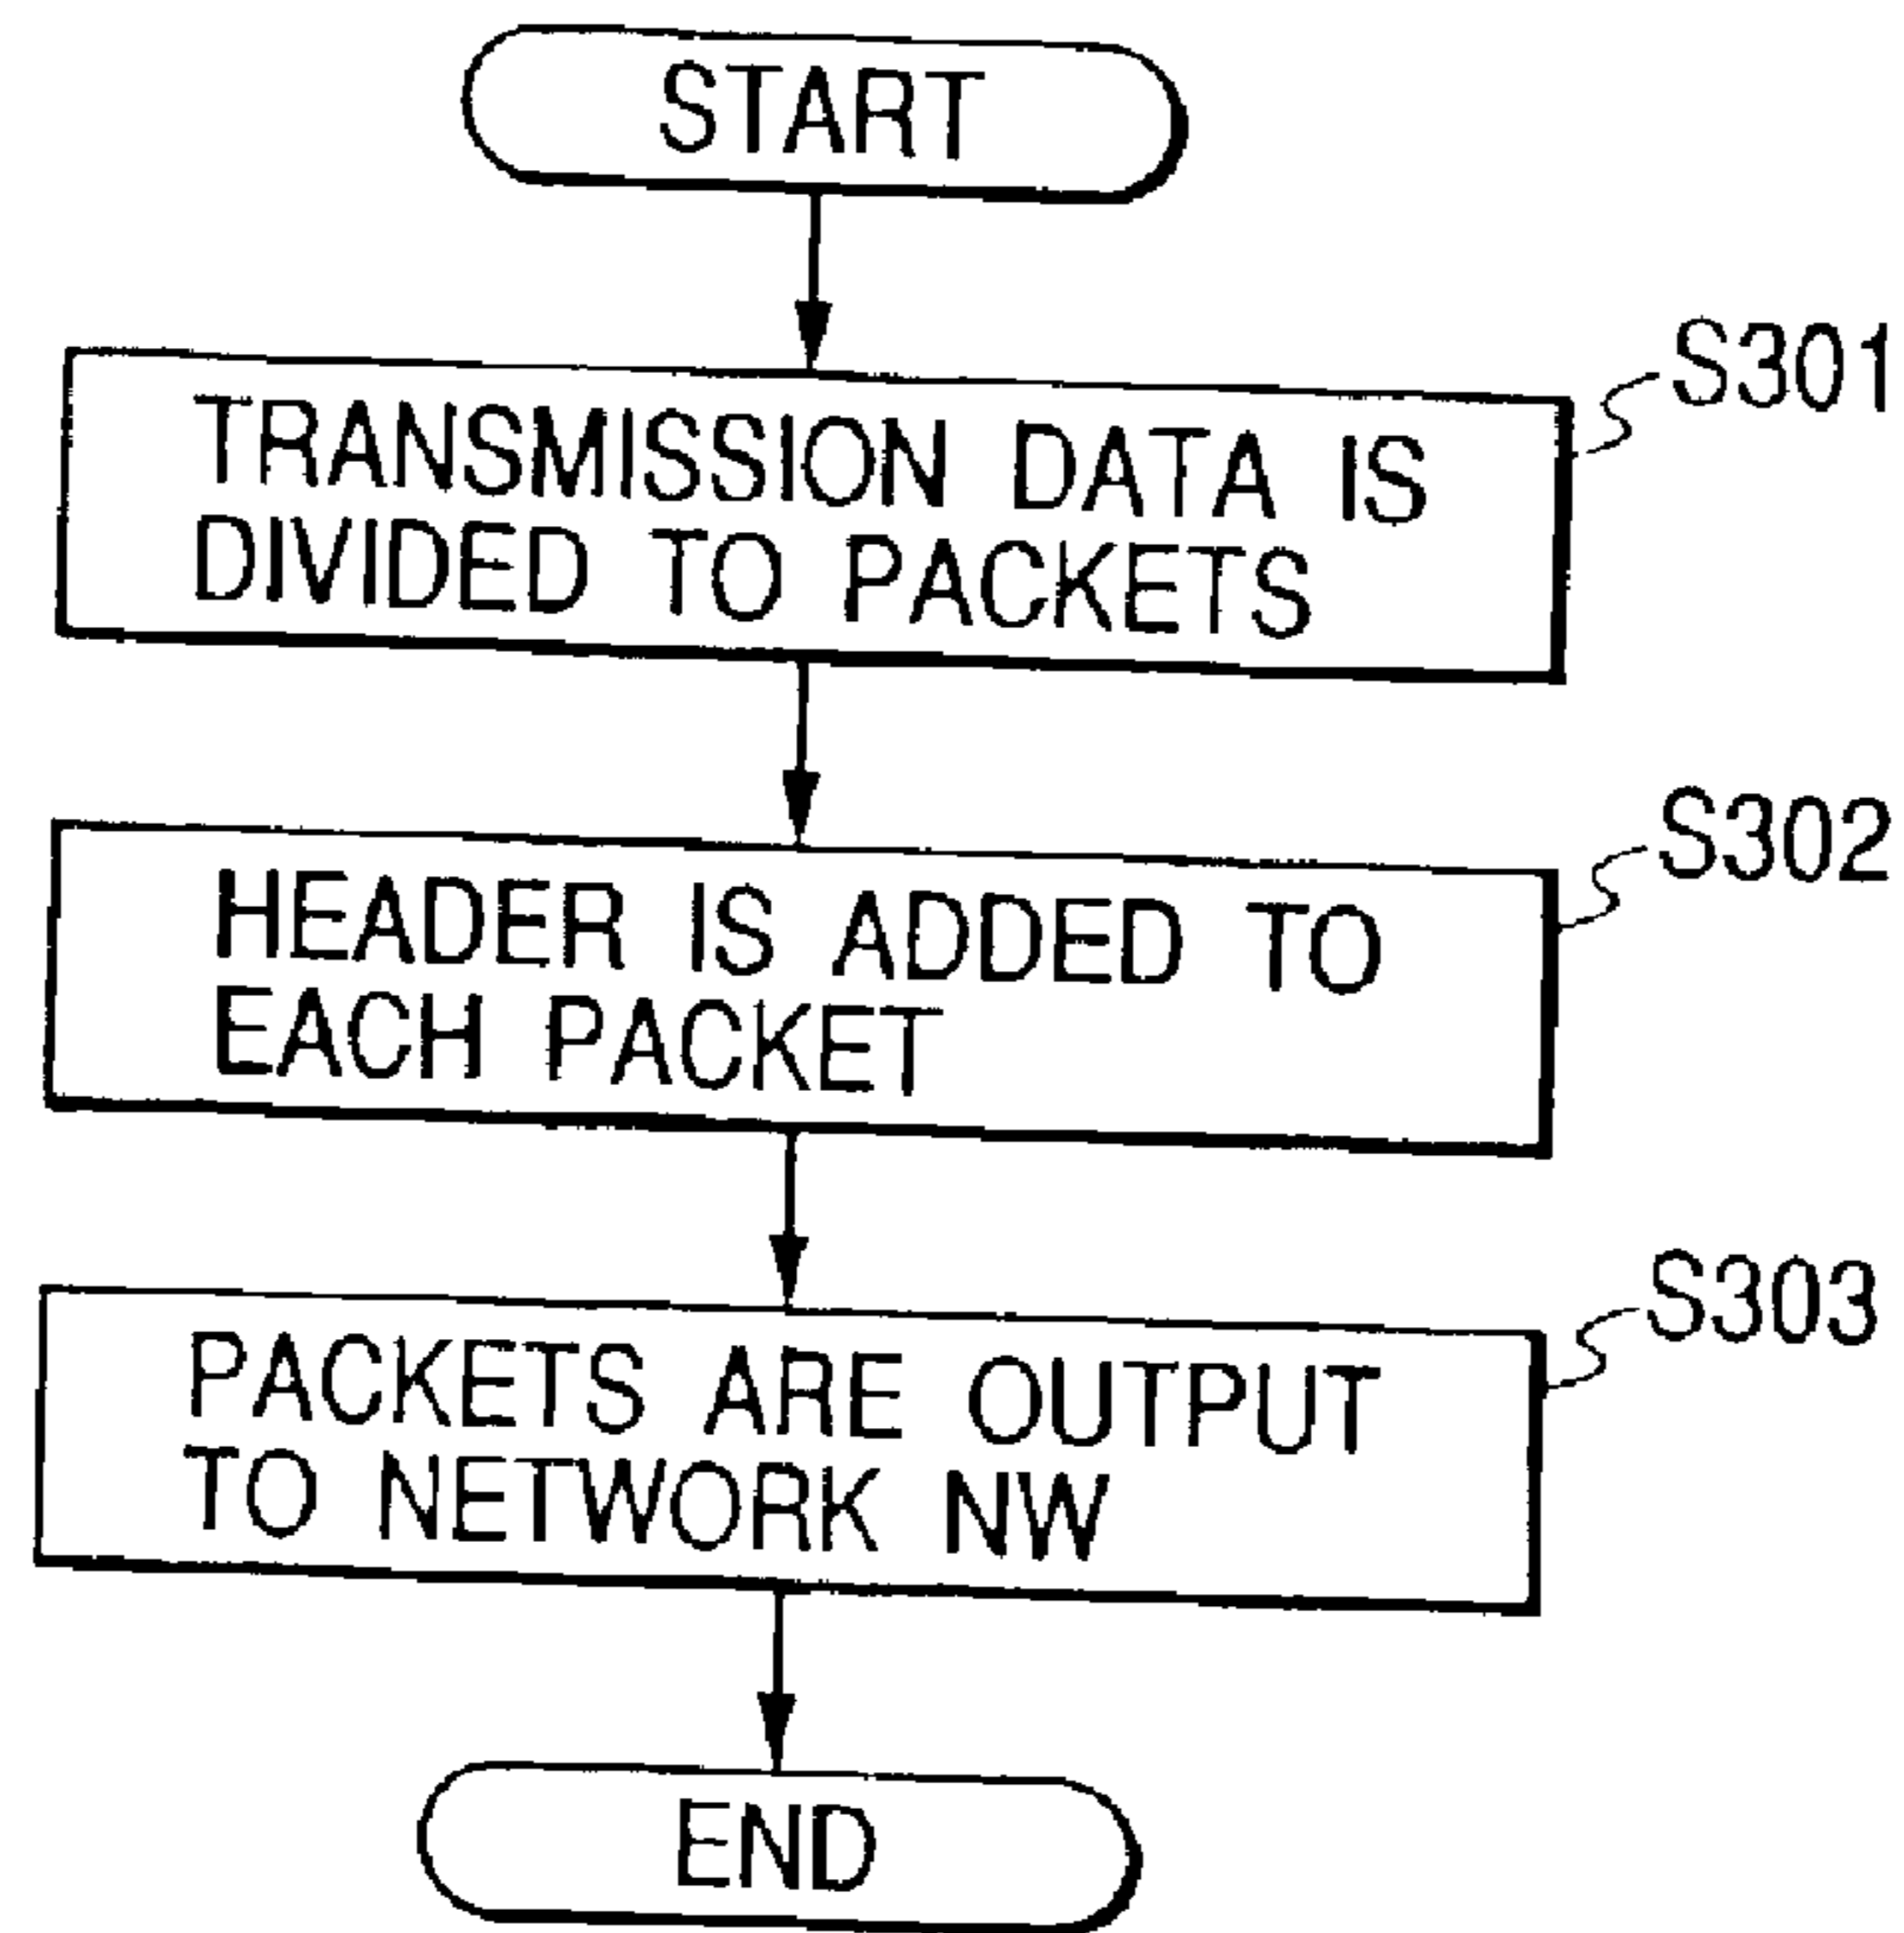 START
S301
TRANSMISSION DATA IS
DIVIDED TO PACKETS
S302
HEADER IS ADDED TO
EACH PACKET
S303
PACKETS ARE OUTPUT
TO NETWORK NW
END